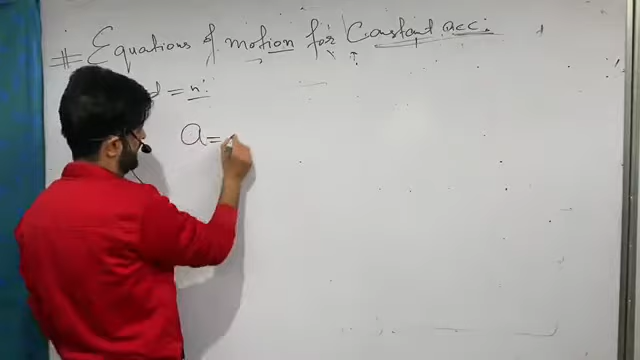 # Equations of motion for Constant acc:
d = n:
a =